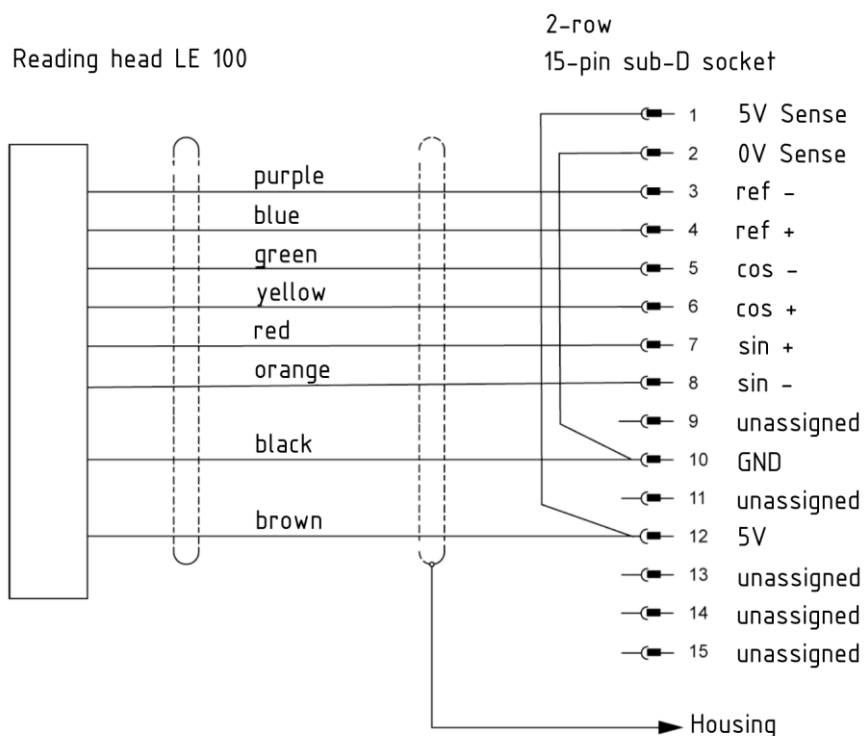 2-row
Reading head LE 100
15-pin sub-D socket
1 5V Sense
2 0V Sense
purple
3 ref -
blue
4 ref +
green
5 cos -
yellow
6 cos +
red
7 sin +
orange
8 sin -
9 unassigned
black
10 GND
11 unassigned
brown
12 5V
13 unassigned
14 unassigned
15 unassigned
Housing